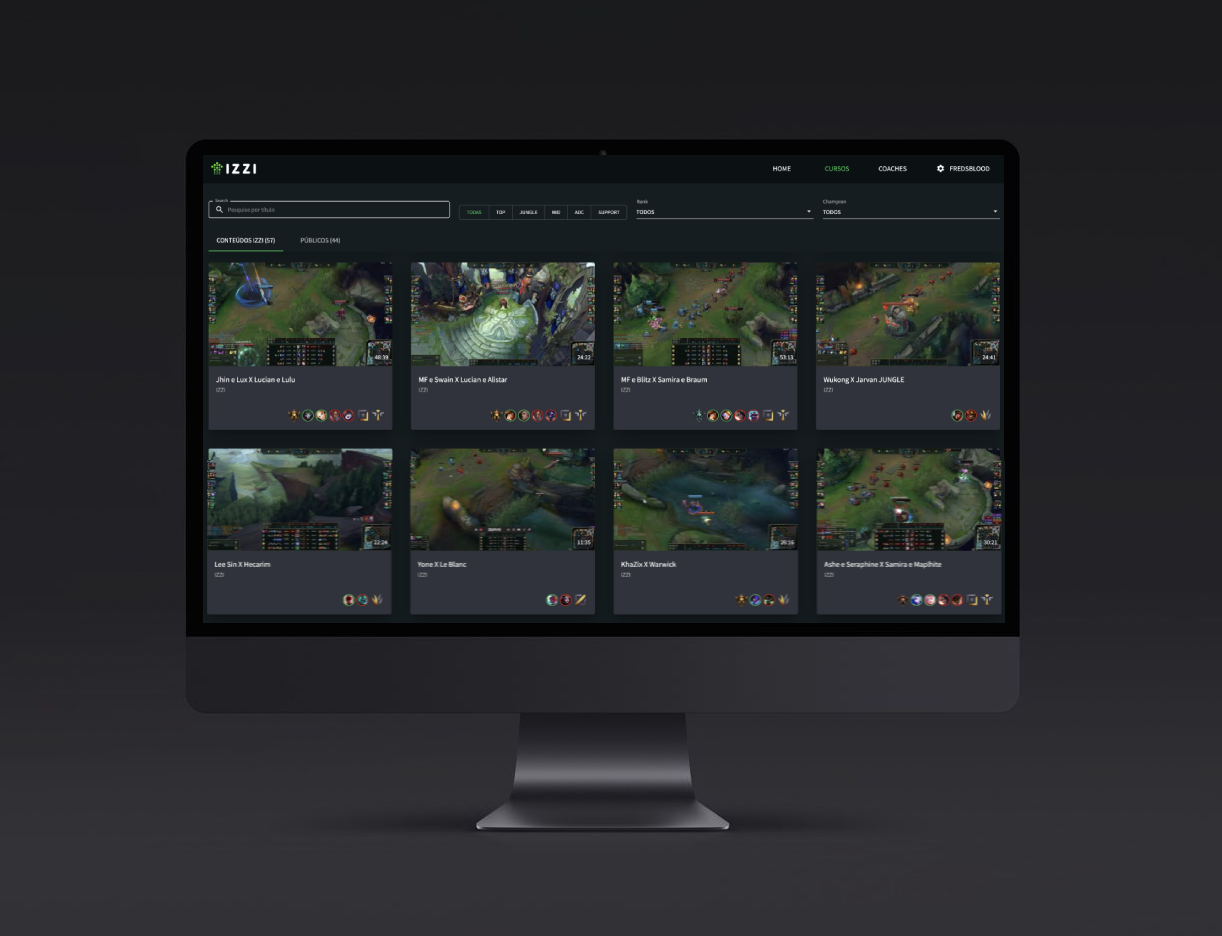 IZZI
HOME CURSOS COACHES FREDSBLOOD
Search
Pesquise por título
TODAS TOP JUNGLE MID ADC SUPPORT
Rank
TODOS
Champion
TODOS
CONTEÚDOS IZZI (57) PÚBLICOS (44)
48:39
24:22
53:13
24:41
Jhin e Lux X Lucian e Lulu
IZZI
MF e Swain X Lucian e Alistar
IZZI
MF e Blitz X Samira e Braum
IZZI
Wukong X Jarvan JUNGLE
IZZI
22:24
11:35
26:16
30:21
Lee Sin X Hecarim
IZZI
Yone X Le Blanc
IZZI
KhaZix X Warwick
IZZI
Ashe e Seraphine X Samira e Maplhite
IZZI